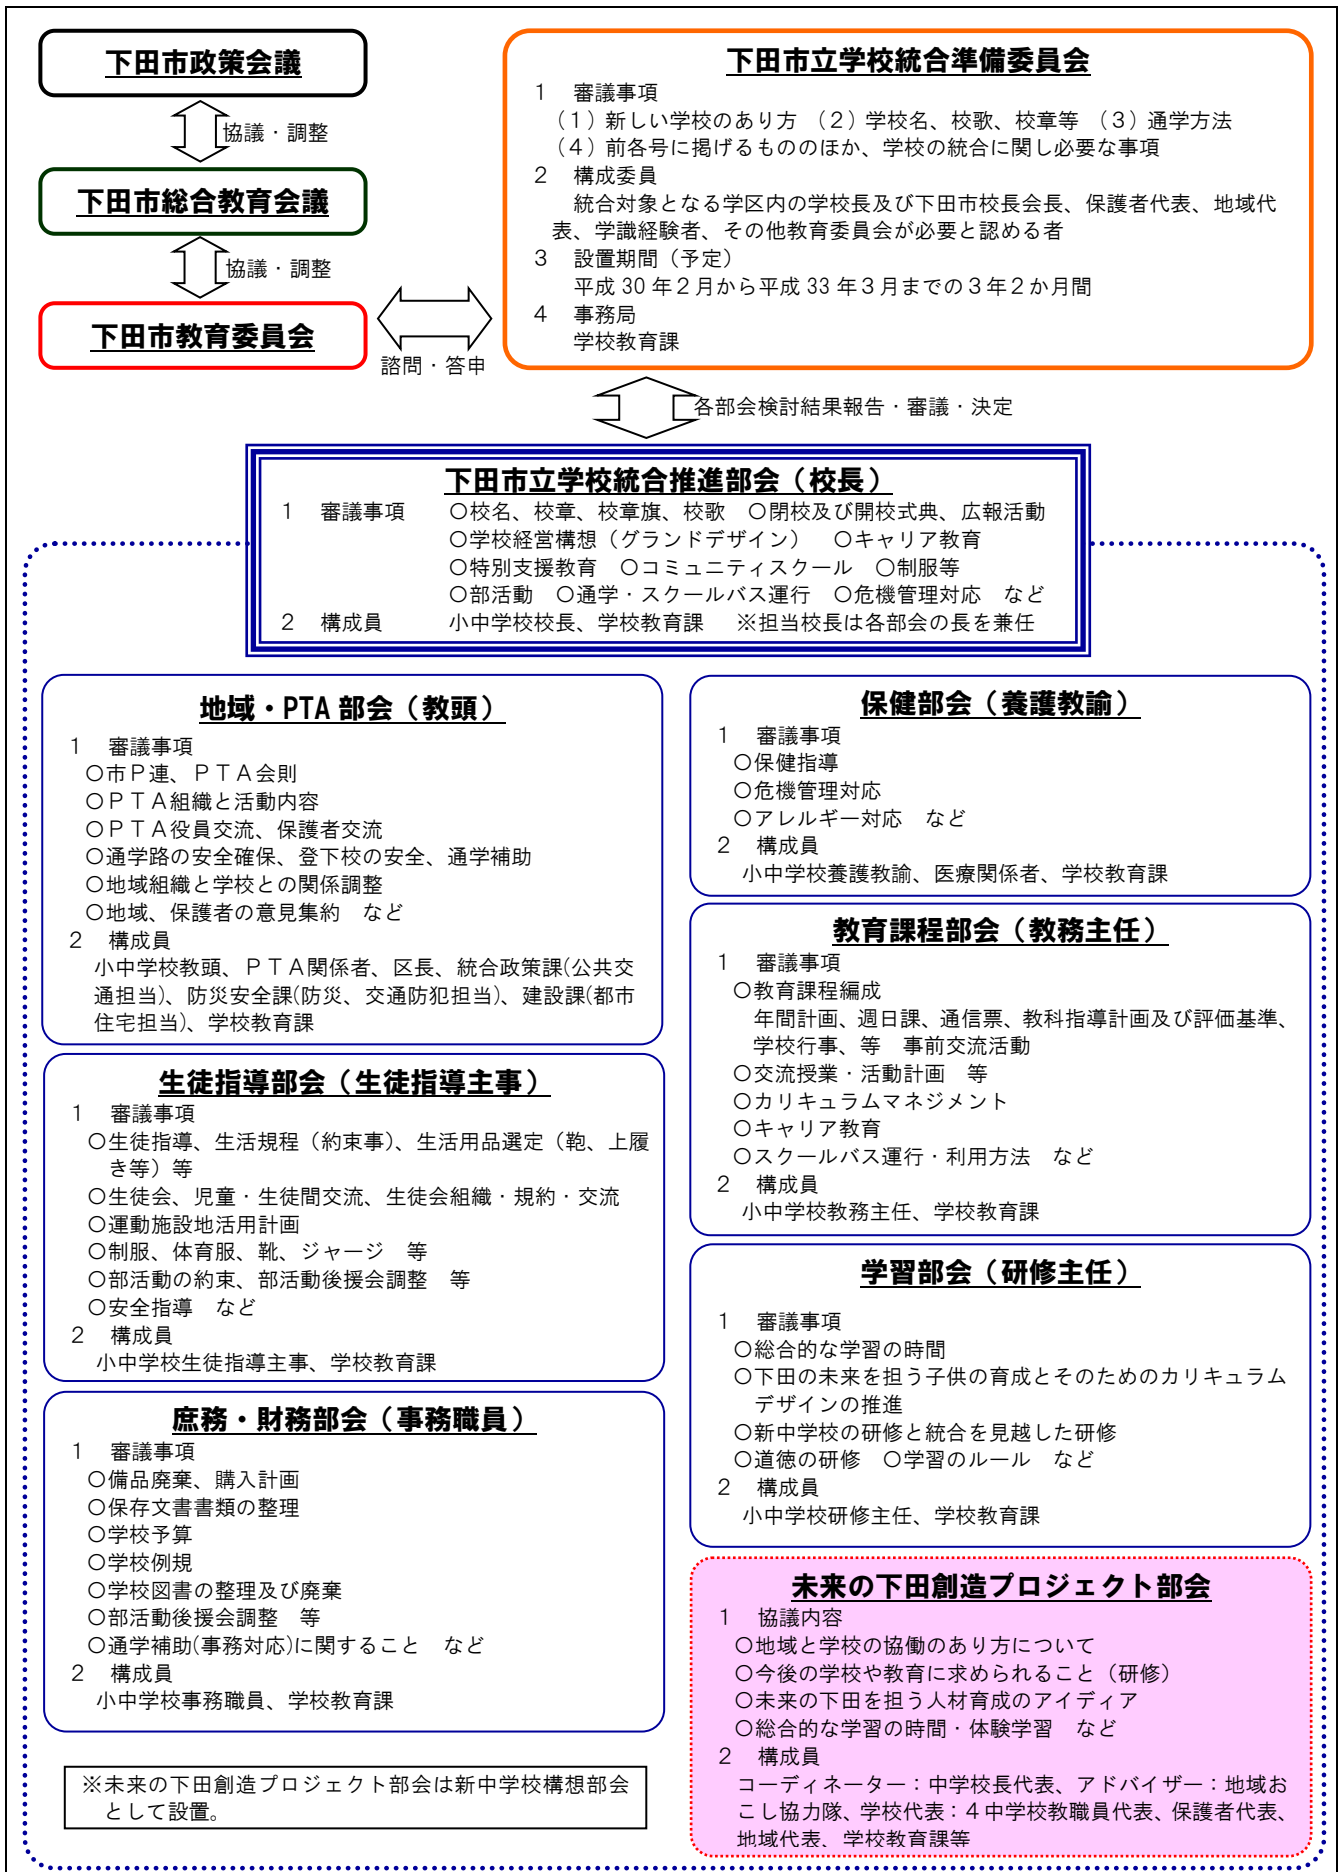 下田市政策会議
協議・調整
下田市総合教育会議
協議・調整
下田市教育委員会
諮問・答申
下田市立学校統合準備委員会
1　審議事項
（1）新しい学校のあり方　（2）学校名、校歌、校章等　（3）通学方法
（4）前各号に掲げるもののほか、学校の統合に関し必要な事項
2　構成委員
統合対象となる学区内の学校長及び下田市校長会長、保護者代表、地域代
表、学識経験者、その他教育委員会が必要と認める者
3　設置期間（予定）
平成 30 年２月から平成 33 年３月までの３年２か月間
4　事務局
学校教育課
各部会検討結果報告・審議・決定
下田市立学校統合推進部会（校長）
1　審議事項　〇校名、校章、校章旗、校歌　〇閉校及び開校式典、広報活動
〇学校経営構想（グランドデザイン）　〇キャリア教育
〇特別支援教育　〇コミュニティスクール　〇制服等
〇部活動　〇通学・スクールバス運行　〇危機管理対応　など
2　構成員　小中学校校長、学校教育課　※担当校長は各部会の長を兼任
地域・PTA 部会（教頭）
1　審議事項
〇市Ｐ連、ＰＴＡ会則
〇ＰＴＡ組織と活動内容
〇ＰＴＡ役員交流、保護者交流
〇通学路の安全確保、登下校の安全、通学補助
〇地域組織と学校との関係調整
〇地域、保護者の意見集約　など
2　構成員
小中学校教頭、ＰＴＡ関係者、区長、統合政策課(公共交
通担当)、防災安全課(防災、交通防犯担当)、建設課(都市
住宅担当)、学校教育課
生徒指導部会（生徒指導主事）
1　審議事項
〇生徒指導、生活規程（約束事）、生活用品選定（鞄、上履
き等）等
〇生徒会、児童・生徒間交流、生徒会組織・規約・交流
〇運動施設地活用計画
〇制服、体育服、靴、ジャージ　等
〇部活動の約束、部活動後援会調整　等
〇安全指導　など
2　構成員
小中学校生徒指導主事、学校教育課
庶務・財務部会（事務職員）
1　審議事項
〇備品廃棄、購入計画
〇保存文書書類の整理
〇学校予算
〇学校例規
〇学校図書の整理及び廃棄
〇部活動後援会調整　等
〇通学補助(事務対応)に関すること　など
2　構成員
小中学校事務職員、学校教育課
※未来の下田創造プロジェクト部会は新中学校構想部会
として設置。
保健部会（養護教諭）
1　審議事項
〇保健指導
〇危機管理対応
〇アレルギー対応　など
2　構成員
小中学校養護教諭、医療関係者、学校教育課
教育課程部会（教務主任）
1　審議事項
〇教育課程編成
年間計画、週日課、通信票、教科指導計画及び評価基準、
学校行事、等　事前交流活動
〇交流授業・活動計画　等
〇カリキュラムマネジメント
〇キャリア教育
〇スクールバス運行・利用方法　など
2　構成員
小中学校教務主任、学校教育課
学習部会（研修主任）
1　審議事項
〇総合的な学習の時間
〇下田の未来を担う子供の育成とそのためのカリキュラム
デザインの推進
〇新中学校の研修と統合を見越した研修
〇道徳の研修　〇学習のルール　など
2　構成員
小中学校研修主任、学校教育課
未来の下田創造プロジェクト部会
1　協議内容
〇地域と学校の協働のあり方について
〇今後の学校や教育に求められること（研修）
〇未来の下田を担う人材育成のアイディア
〇総合的な学習の時間・体験学習　など
2　構成員
コーディネーター：中学校長代表、アドバイザー：地域お
こし協力隊、学校代表：４中学校教職員代表、保護者代表、
地域代表、学校教育課等